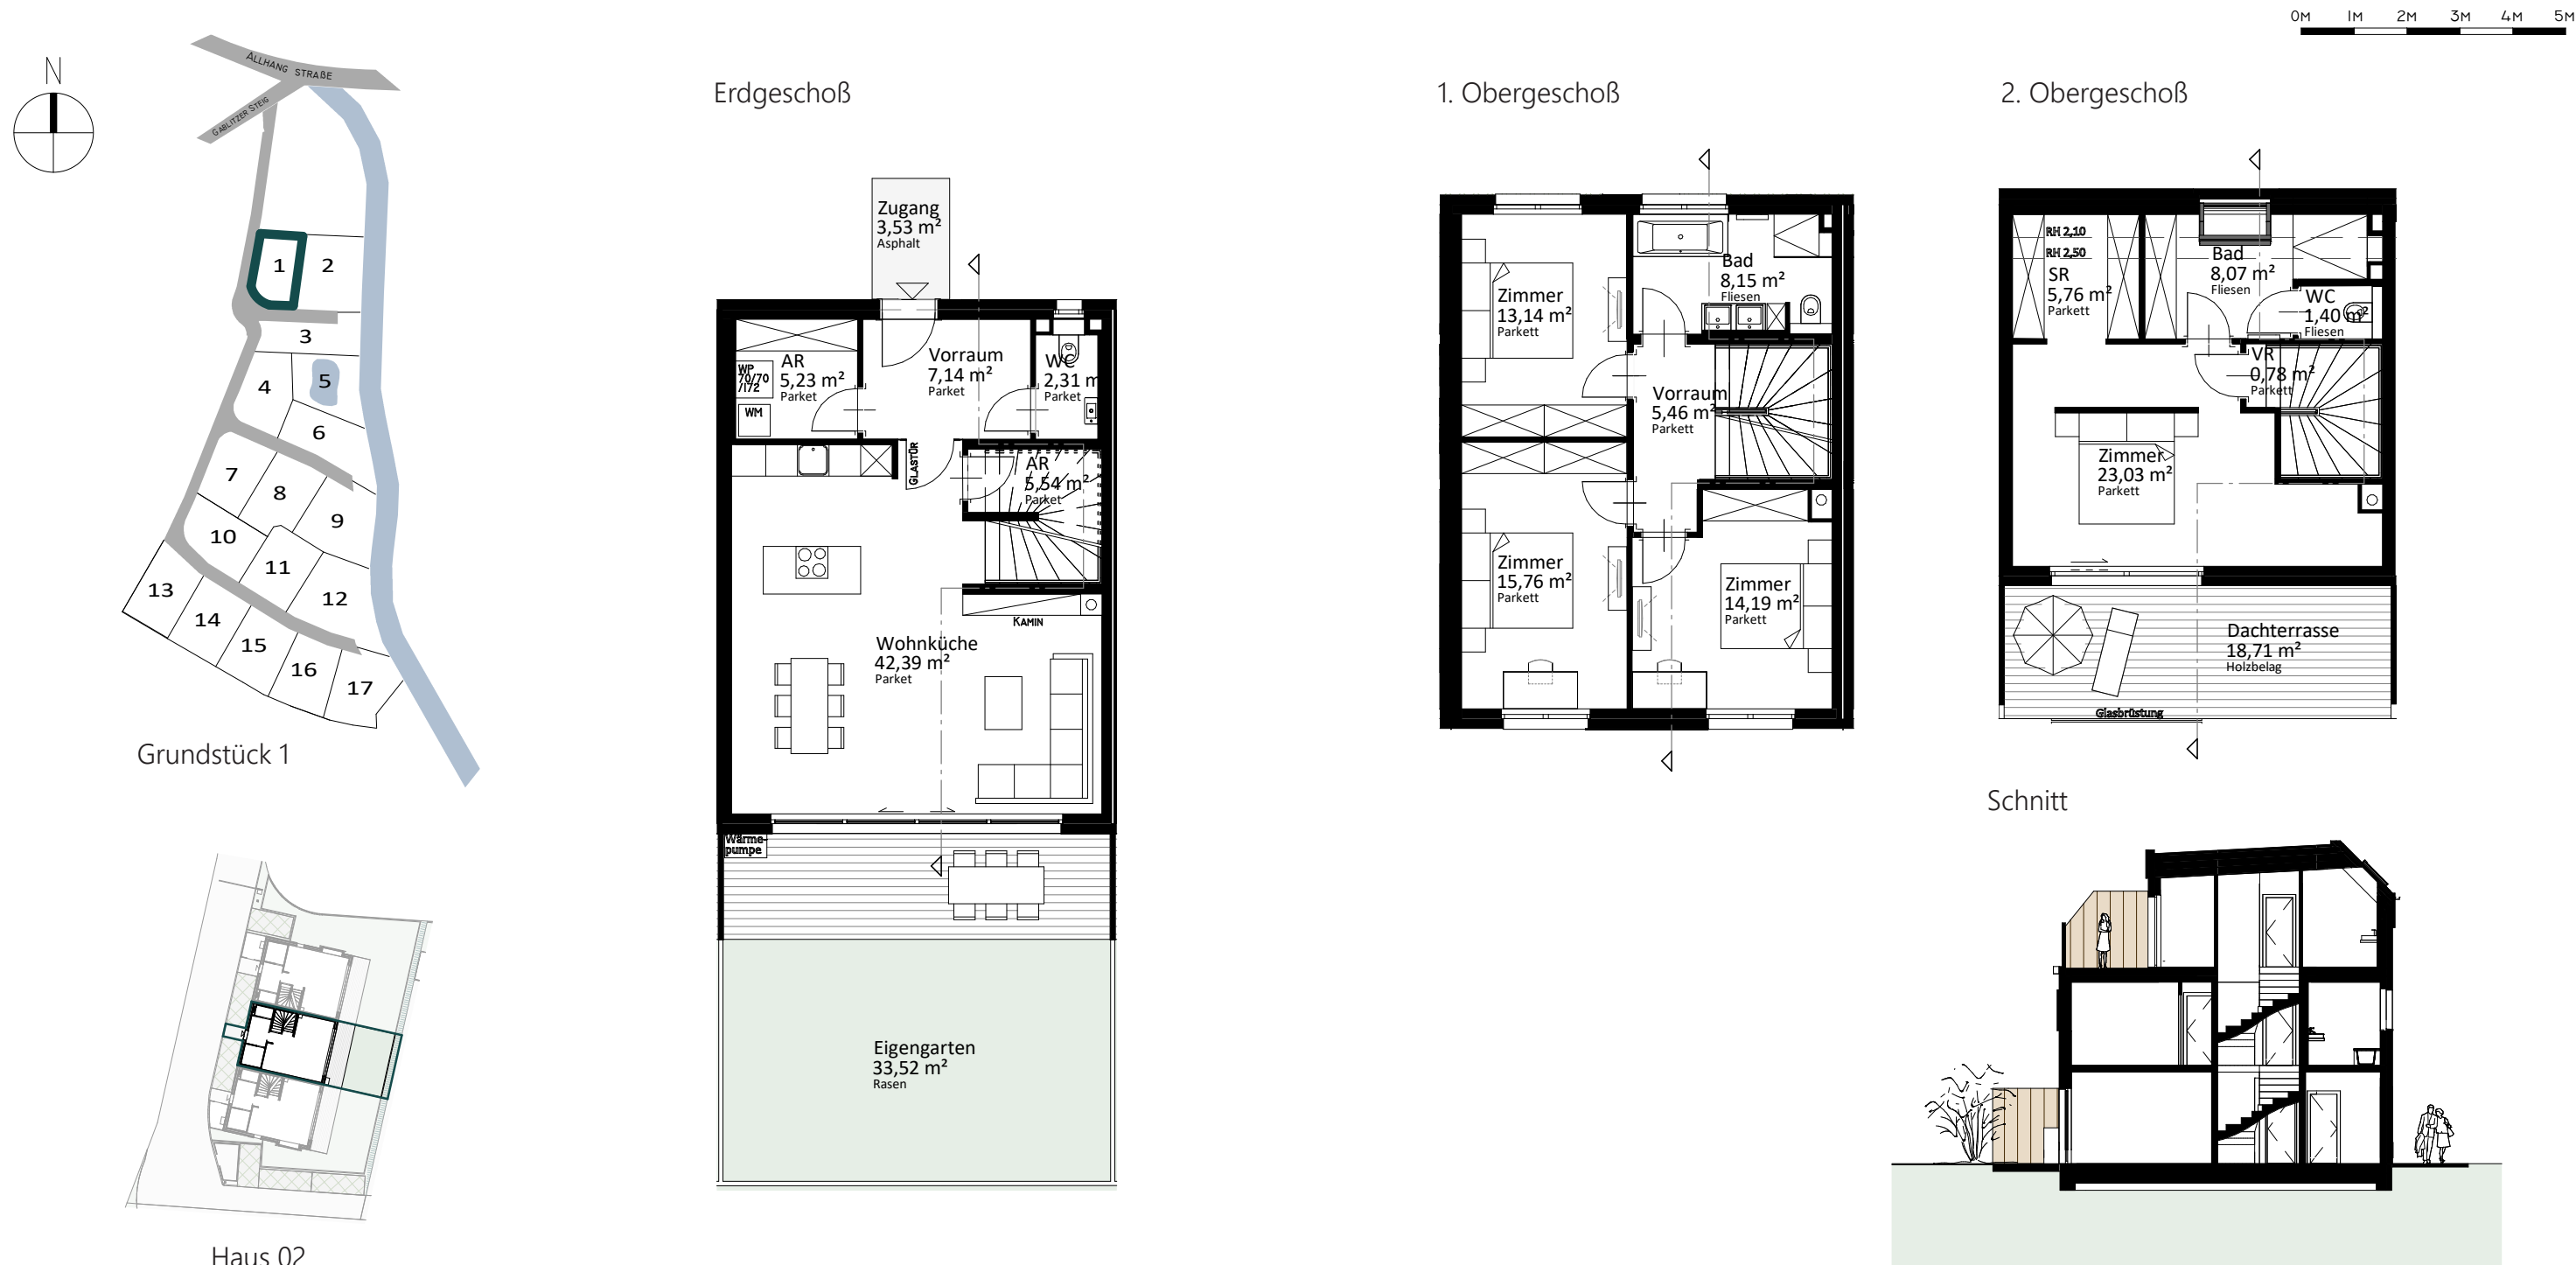 0M 1M 2M 3M 4M 5M
N
ALLHANG STRAßE
GABLITZER STEIG
1
2
3
4
5
6
7
8
9
10
11
12
13
14
15
16
17
Grundstück 1
Haus 02
Erdgeschoß
Zugang
3,53 m²
Asphalt
AR
5,23 m²
Parket
WP
70/70
/172
WM
Vorraum
7,14 m²
Parket
WC
2,31 m
Parket
GLASTÜR
AR
5,54 m²
Parket
KAMIN
Wohnküche
42,39 m²
Parket
Wärme-
pumpe
Eigengarten
33,52 m²
Rasen
1. Obergeschoß
Zimmer
13,14 m²
Parkett
Bad
8,15 m²
Fliesen
Vorraum
5,46 m²
Parkett
Zimmer
15,76 m²
Parkett
Zimmer
14,19 m²
Parkett
2. Obergeschoß
RH 2,10
RH 2,50
SR
5,76 m²
Parkett
Bad
8,07 m²
Fliesen
WC
1,40 m²
Fliesen
VR
0,78 m²
Parkett
Zimmer
23,03 m²
Parkett
Dachterrasse
18,71 m²
Holzbelag
Glasbrüstung
Schnitt